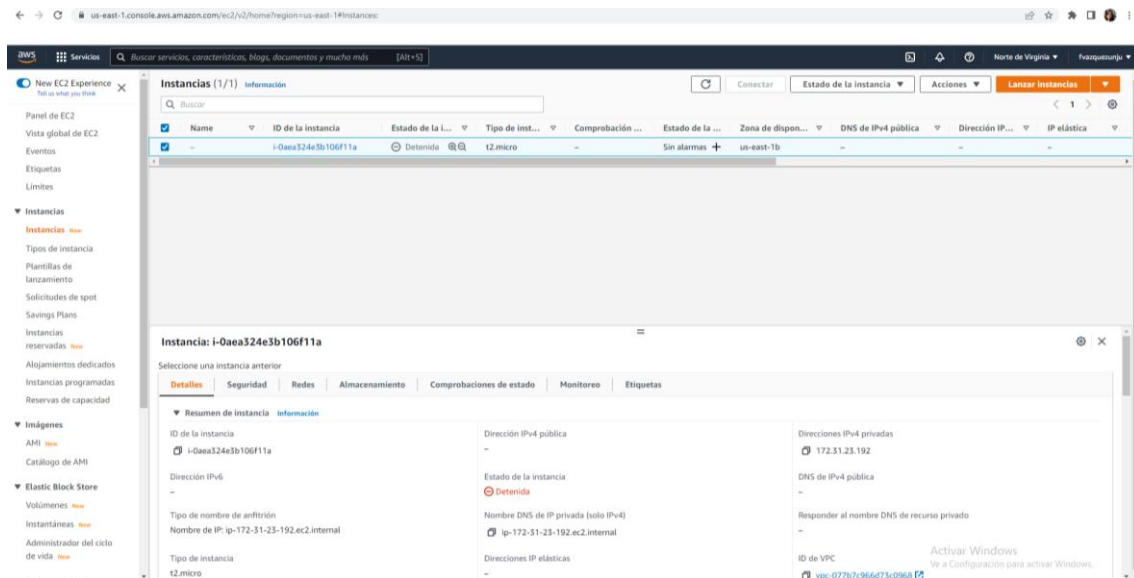 us-east-1.console.aws.amazon.com/ec2/v2/home?region=us-east-1#Instances:
aws Servicios Buscar servicios, características, blogs, documentos y mucho más [Alt+S] Norte de Virginia fvazquezunju
New EC2 Experience
Tell us what you think
Panel de EC2
Vista global de EC2
Eventos
Etiquetas
Límites
Instancias
Instancias New
Tipos de instancia
Plantillas de
lanzamiento
Solicitudes de spot
Savings Plans
Instancias
reservadas New
Alojamientos dedicados
Instancias programadas
Reservas de capacidad
Imágenes
AMI New
Catálogo de AMI
Elastic Block Store
Volúmenes New
Instantáneas New
Administrador del ciclo
de vida New
Instancias (1/1) Información Conectar Estado de la instancia Acciones Lanzar instancias
Buscar 1
Name ID de la instancia Estado de la i... Tipo de inst... Comprobación ... Estado de la ... Zona de dispon... DNS de IPv4 pública Dirección IP... IP elástica
– i-0aea324e3b106f11a Detenida t2.micro – Sin alarmas + us-east-1b – – –
Instancia: i-0aea324e3b106f11a
Seleccione una instancia anterior
Detalles Seguridad Redes Almacenamiento Comprobaciones de estado Monitoreo Etiquetas
Resumen de instancia Información
ID de la instancia Dirección IPv4 pública Direcciones IPv4 privadas
i-0aea324e3b106f11a – 172.31.23.192
Dirección IPv6 Estado de la instancia DNS de IPv4 pública
– Detenida –
Tipo de nombre de anfitrión Nombre DNS de IP privada (solo IPv4) Responder al nombre DNS de recurso privado
Nombre de IP: ip-172-31-23-192.ec2.internal ip-172-31-23-192.ec2.internal –
Tipo de instancia Direcciones IP elásticas ID de VPC
t2.micro – vpc-077b7c966d73c0968
Activar Windows
Ve a Configuración para activar Windows.